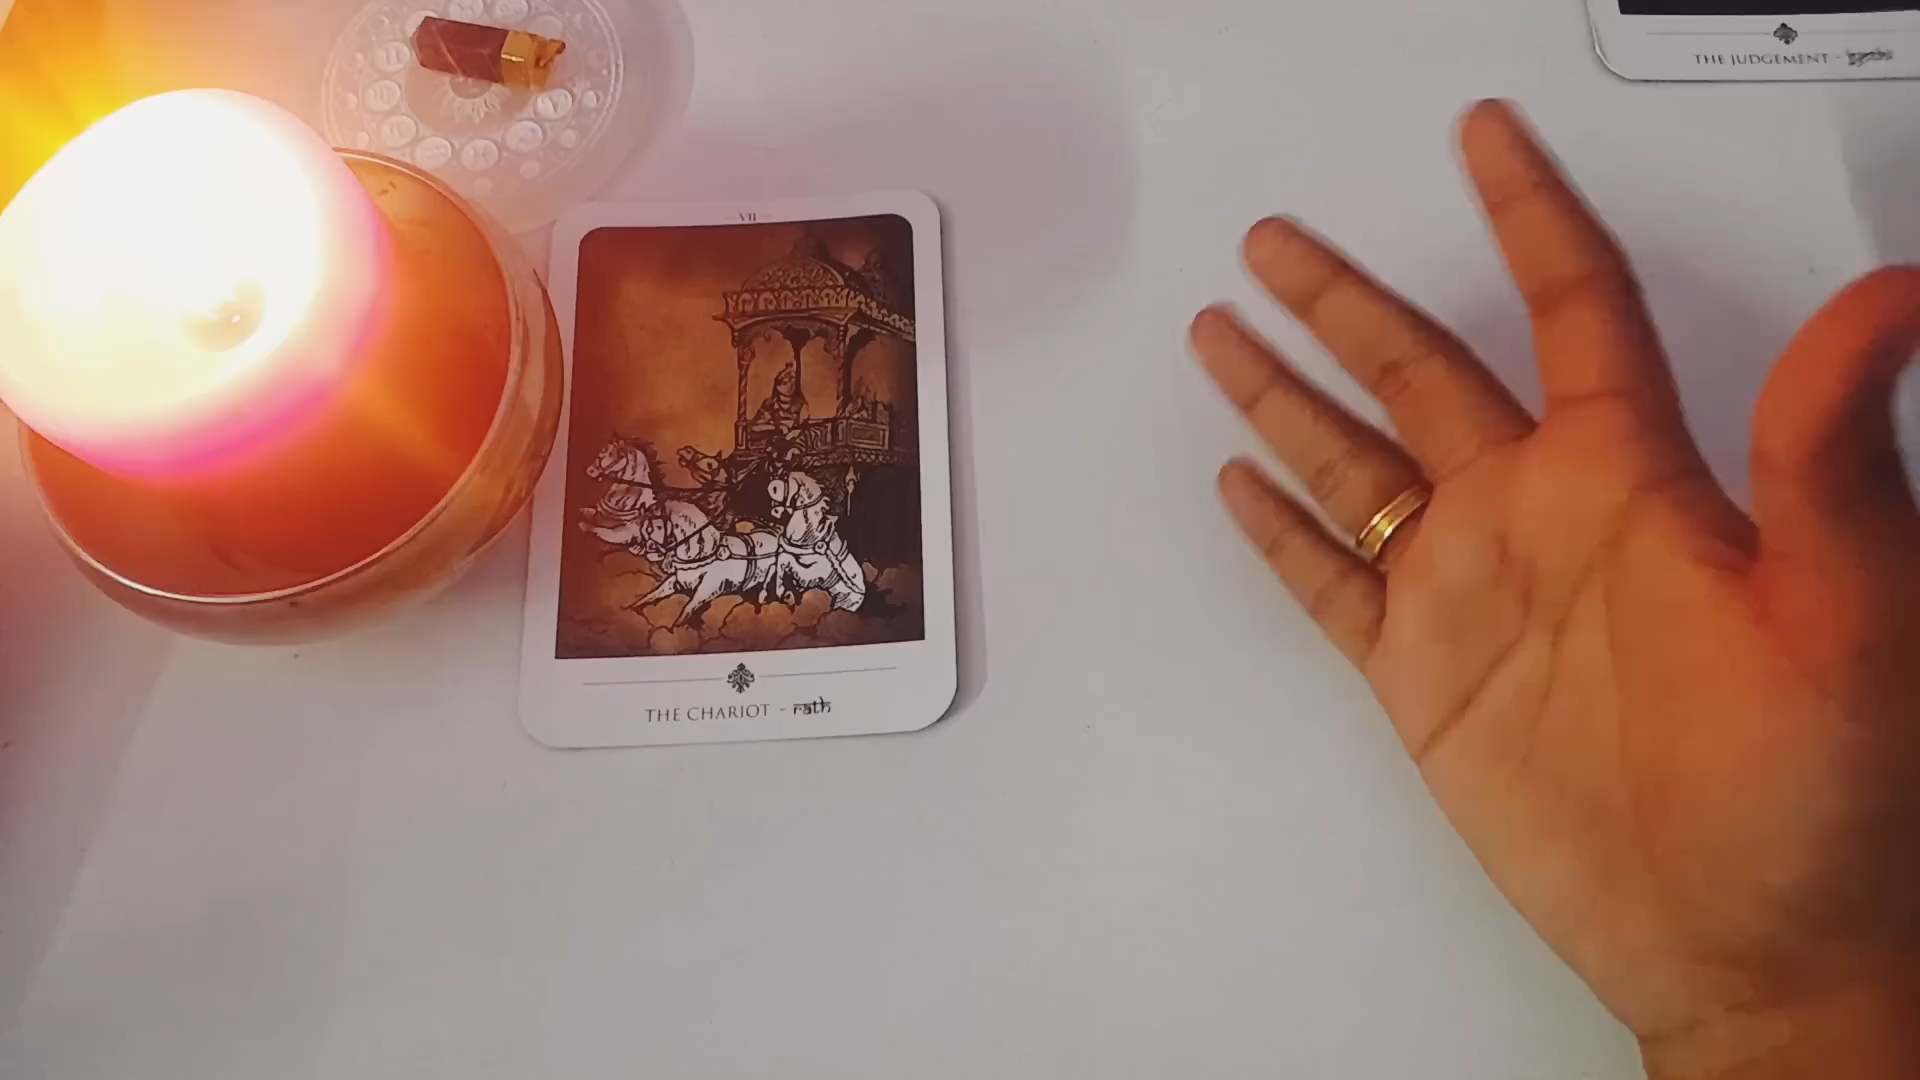 THE JUDGEMENT -
VII
THE CHARIOT - rath